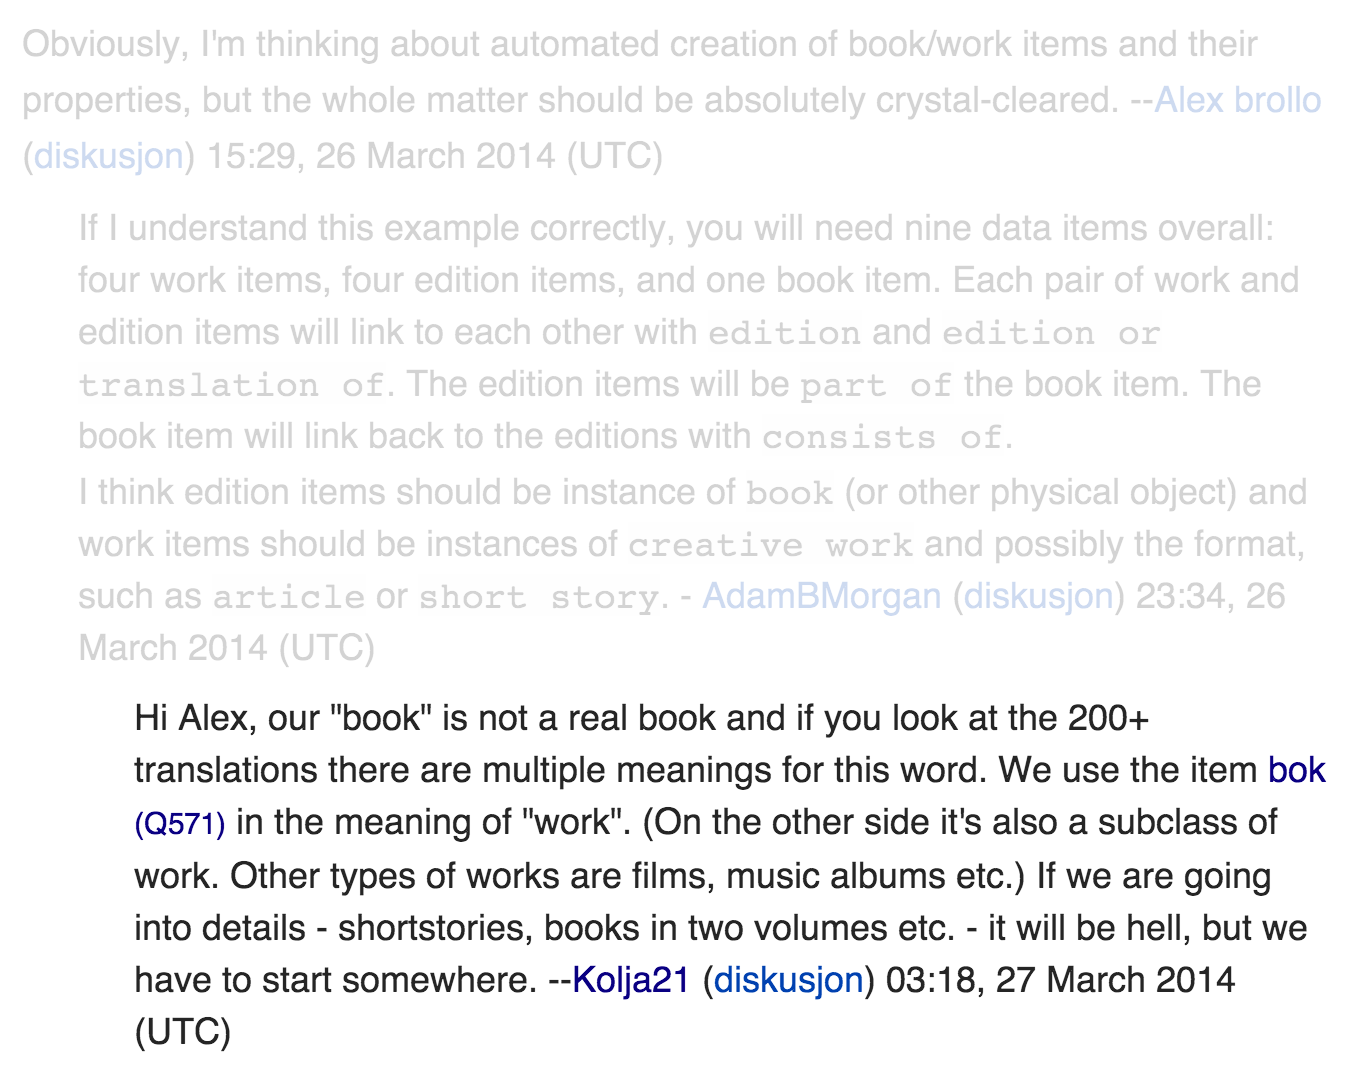 Obviously, I'm thinking about automated creation of book/work items and their
properties, but the whole matter should be absolutely crystal-cleared. --Alex brollo
(diskusjon) 15:29, 26 March 2014 (UTC)
If I understand this example correctly, you will need nine data items overall:
four work items, four edition items, and one book item. Each pair of work and
edition items will link to each other with edition and edition or
translation of. The edition items will be part of the book item. The
book item will link back to the editions with consists of.
I think edition items should be instance of book (or other physical object) and
work items should be instances of creative work and possibly the format,
such as article or short story. - AdamBMorgan (diskusjon) 23:34, 26
March 2014 (UTC)
Hi Alex, our "book" is not a real book and if you look at the 200+
translations there are multiple meanings for this word. We use the item bok
(Q571) in the meaning of "work". (On the other side it's also a subclass of
work. Other types of works are films, music albums etc.) If we are going
into details - shortstories, books in two volumes etc. - it will be hell, but we
have to start somewhere. --Kolja21 (diskusjon) 03:18, 27 March 2014
(UTC)